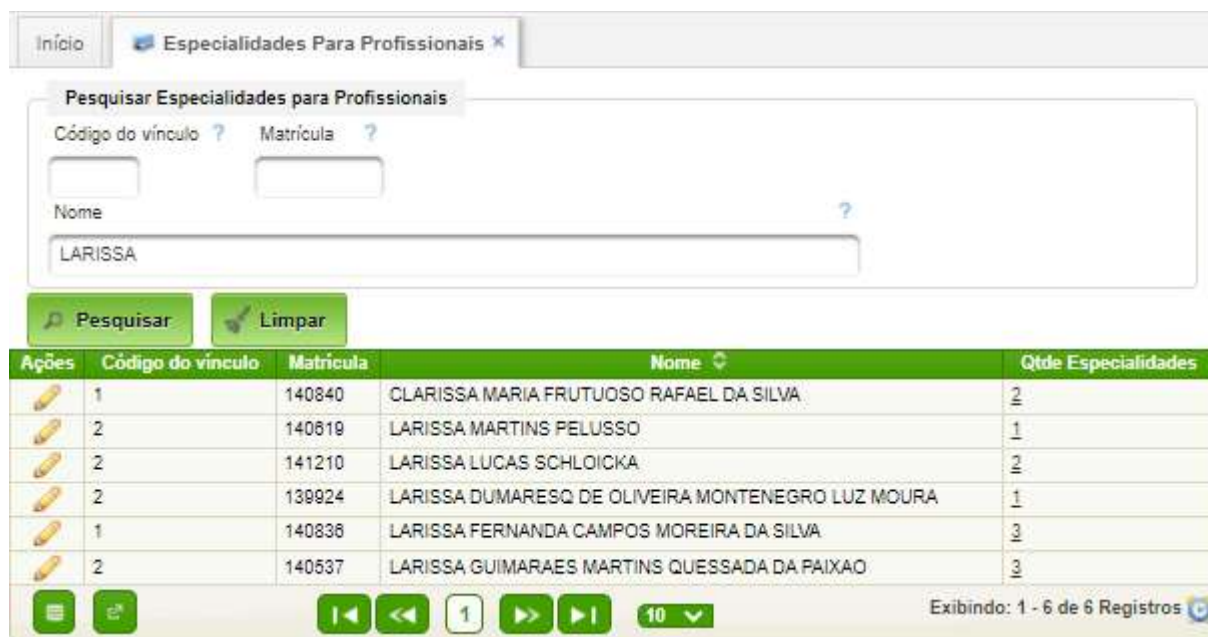 Início Especialidades Para Profissionais ×
Pesquisar Especialidades para Profissionais
Código do vínculo ? Matrícula ?
Nome ?
LARISSA
Pesquisar Limpar
Ações Código do vínculo Matrícula Nome Qtde Especialidades
1 140840 CLARISSA MARIA FRUTUOSO RAFAEL DA SILVA 2
2 140619 LARISSA MARTINS PELUSSO 1
2 141210 LARISSA LUCAS SCHLOICKA 2
2 139924 LARISSA DUMARESQ DE OLIVEIRA MONTENEGRO LUZ MOURA 1
1 140836 LARISSA FERNANDA CAMPOS MOREIRA DA SILVA 3
2 140537 LARISSA GUIMARAES MARTINS QUESSADA DA PAIXAO 3
1 10 Exibindo: 1 - 6 de 6 Registros